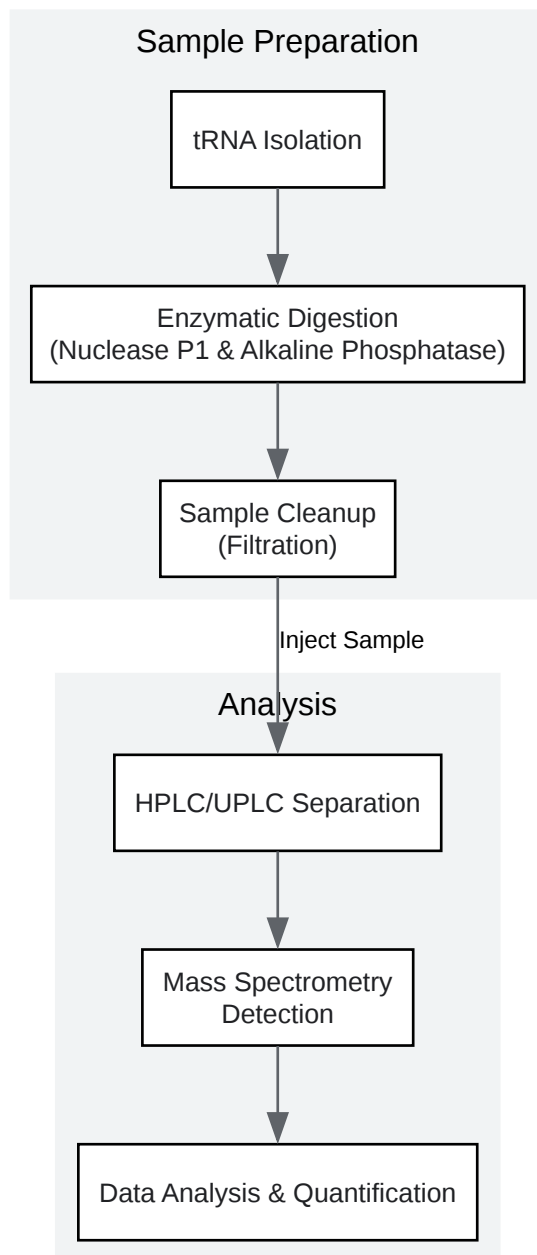 Sample Preparation
tRNA Isolation
Enzymatic Digestion
(Nuclease P1 & Alkaline Phosphatase)
Sample Cleanup
(Filtration)
Inject Sample
Analysis
HPLC/UPLC Separation
Mass Spectrometry
Detection
Data Analysis & Quantification